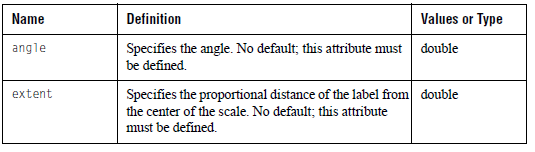 Name Definition Values or Type
angle Specifies the angle. No default; this attribute must double
be defined.
extent Specifies the proportional distance of the label from double
the center of the scale. No default; this attribute
must be defined.